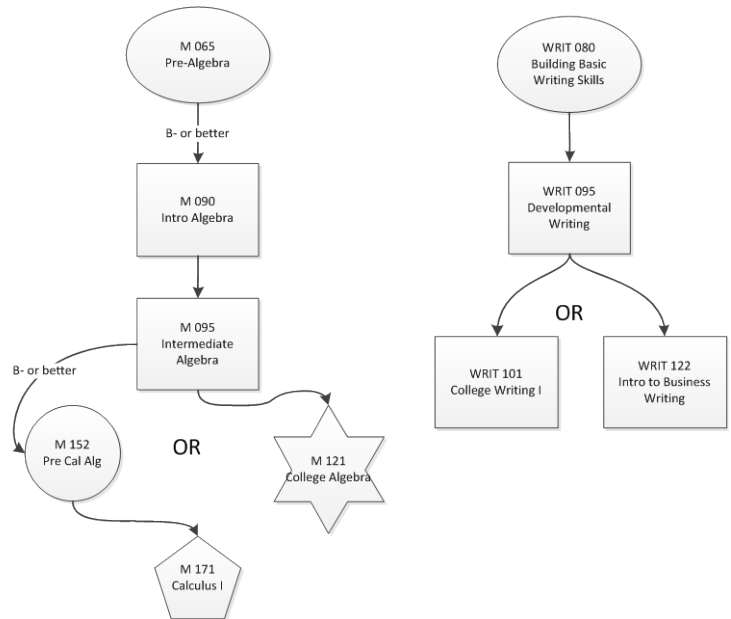 M 065
Pre-Algebra
B- or better
M 090
Intro Algebra
M 095
Intermediate
Algebra
B- or better
M 152
Pre Cal Alg
OR
M 121
College Algebra
M 171
Calculus I
WRIT 080
Building Basic
Writing Skills
WRIT 095
Developmental
Writing
OR
WRIT 101
College Writing I
WRIT 122
Intro to Business
Writing